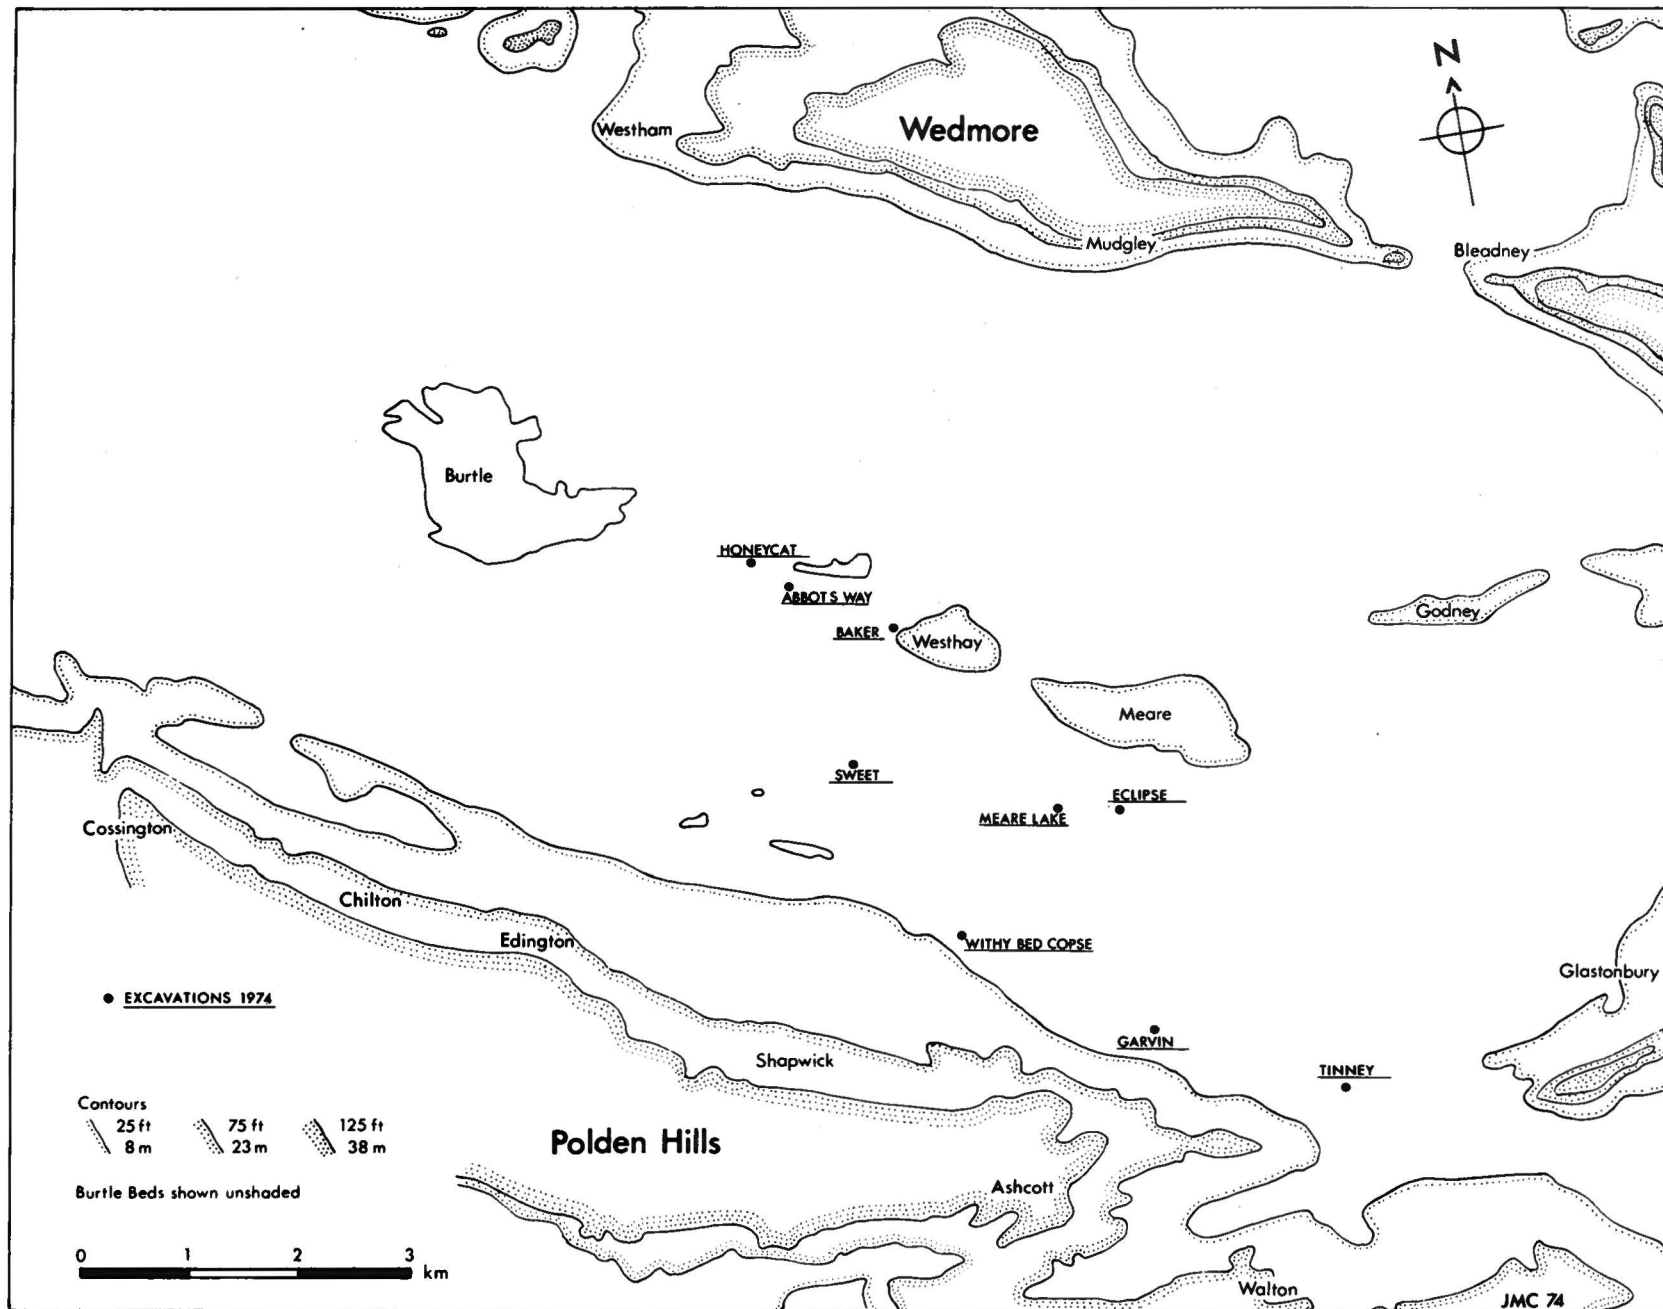 N
Westham
Wedmore
Mudgley
Bleadney
Burtle
HONEYCAT
ABBOTS WAY
BAKER
Westhay
Godney
Meare
SWEET
ECLIPSE
MEARE LAKE
Cossington
Chilton
Edington
WITHY BED COPSE
Glastonbury
EXCAVATIONS 1974
GARVIN
Shapwick
TINNEY
Contours
25 ft 75 ft 125 ft
8 m 23 m 38 m
Polden Hills
Burtle Beds shown unshaded
Ashcott
0 1 2 3
km
Walton
JMC 74